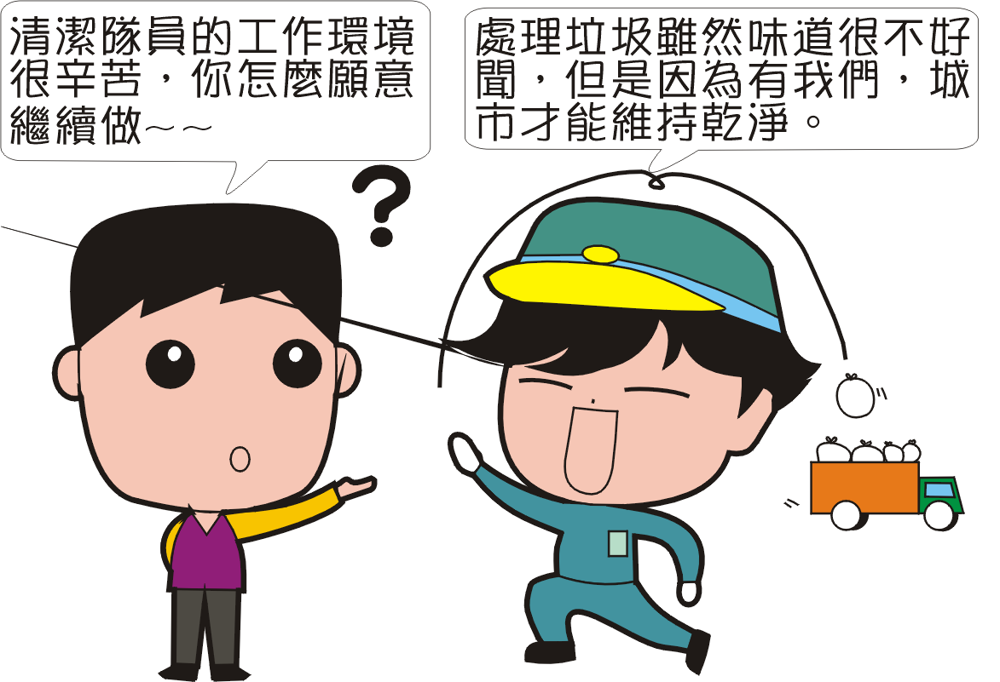 清潔隊員的工作環境
很辛苦，你怎麼願意
繼續做～～
處理垃圾雖然味道很不好
聞，但是因為有我們，城
市才能維持乾淨。
?